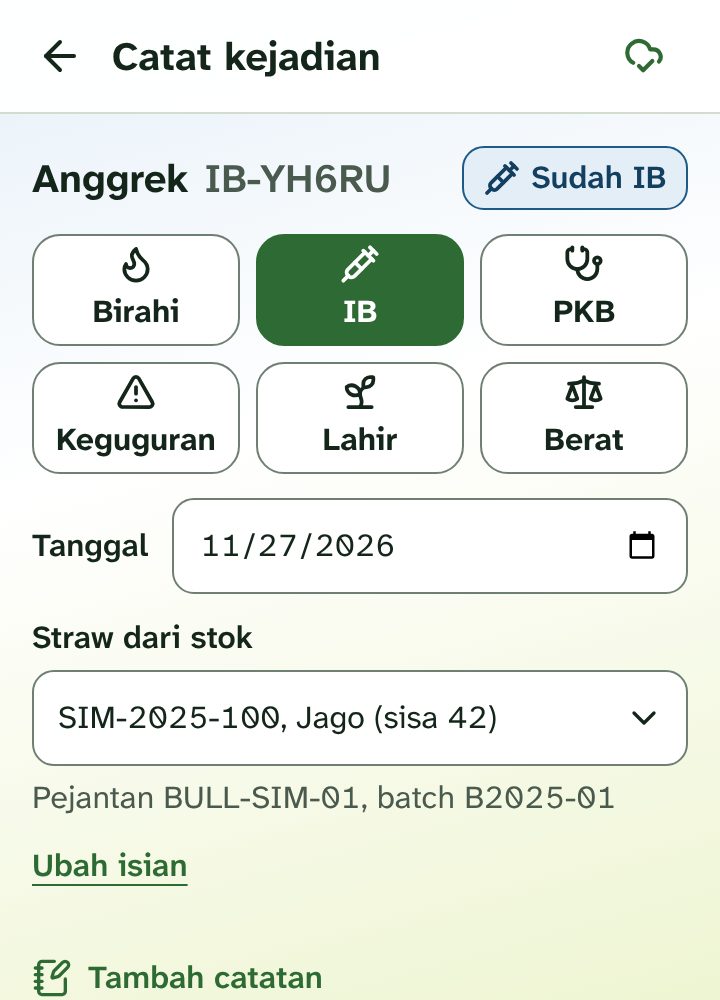 Catat kejadian
Anggrek IB-YH6RU Sudah IB
Birahi IB PKB
Keguguran Lahir Berat
Tanggal 11/27/2026
Straw dari stok
SIM-2025-100, Jago (sisa 42)
Pejantan BULL-SIM-01, batch B2025-01
Ubah isian
Tambah catatan